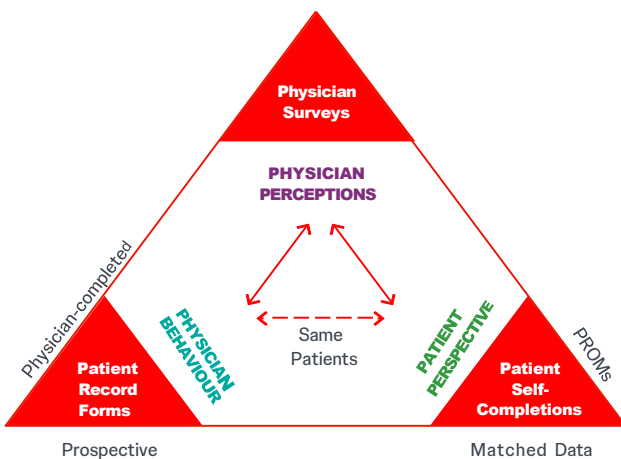 Physician
Surveys
PHYSICIAN
PERCEPTIONS
Physician-completed
PHYSICIAN
BEHAVIOUR
Same
Patients
PATIENT
PERSPECTIVE
PROMs
Patient
Record
Forms
Patient
Self-
Completions
Prospective
Matched Data